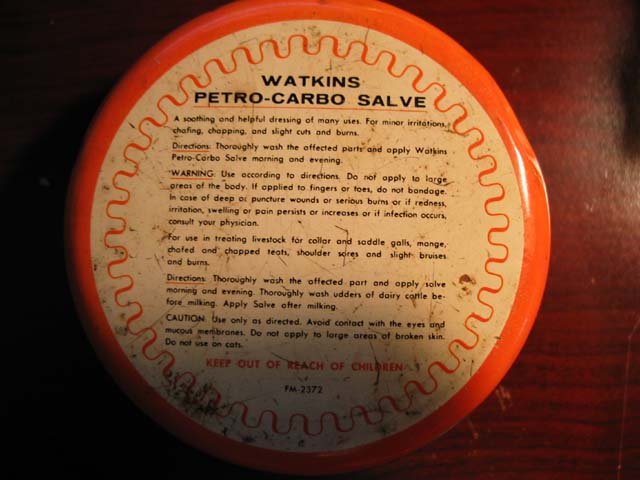 WATKINS
PETRO-CARBO SALVE
A soothing and helpful dressing of many uses. For minor irritations,
chafing, chapping, and slight cuts and burns.
Directions: Thoroughly wash the affected parts and apply Watkins
Petro-Carbo Salve morning and evening.
WARNING: Use according to directions. Do not apply to large
areas of the body. If applied to fingers or toes, do not bandage.
In case of deep or puncture wounds or serious burns or if redness,
irritation, swelling or pain persists or increases or if infection occurs,
consult your physician.
For use in treating livestock for collar and saddle galls, mange,
chafed and chapped teats, shoulder sores and slight bruises
and burns.
Directions: Thoroughly wash the affected part and apply salve
morning and evening. Thoroughly wash udders of dairy cattle be-
fore milking. Apply Salve after milking.
CAUTION: Use only as directed. Avoid contact with the eyes and
mucous membranes. Do not apply to large areas of broken skin.
Do not use on cats.
KEEP OUT OF REACH OF CHILDREN
FM-2372